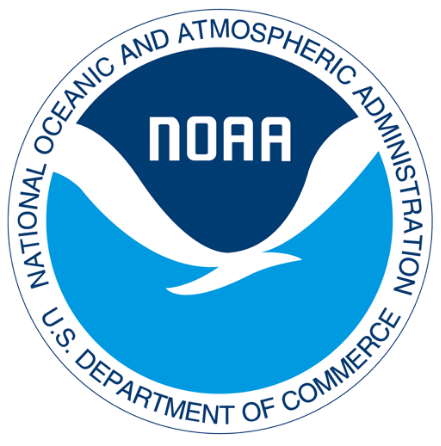 NATIONAL OCEANIC AND ATMOSPHERIC ADMINISTRATION
NOAA
U.S. DEPARTMENT OF COMMERCE